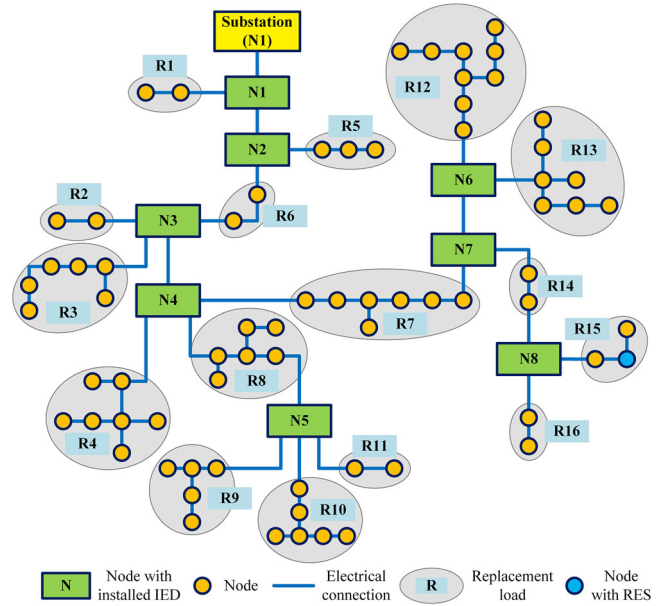 Substation
(N1)
R1
N1
R12
R5
N2
R13
N6
R2
R6
N3
N7
R3
N4
R14
R7
R15
R8
N8
R4
N5
R11
R16
R9
R10
N
Node with
installed IED
Node
Electrical
connection
R
Replacement
load
Node
with RES